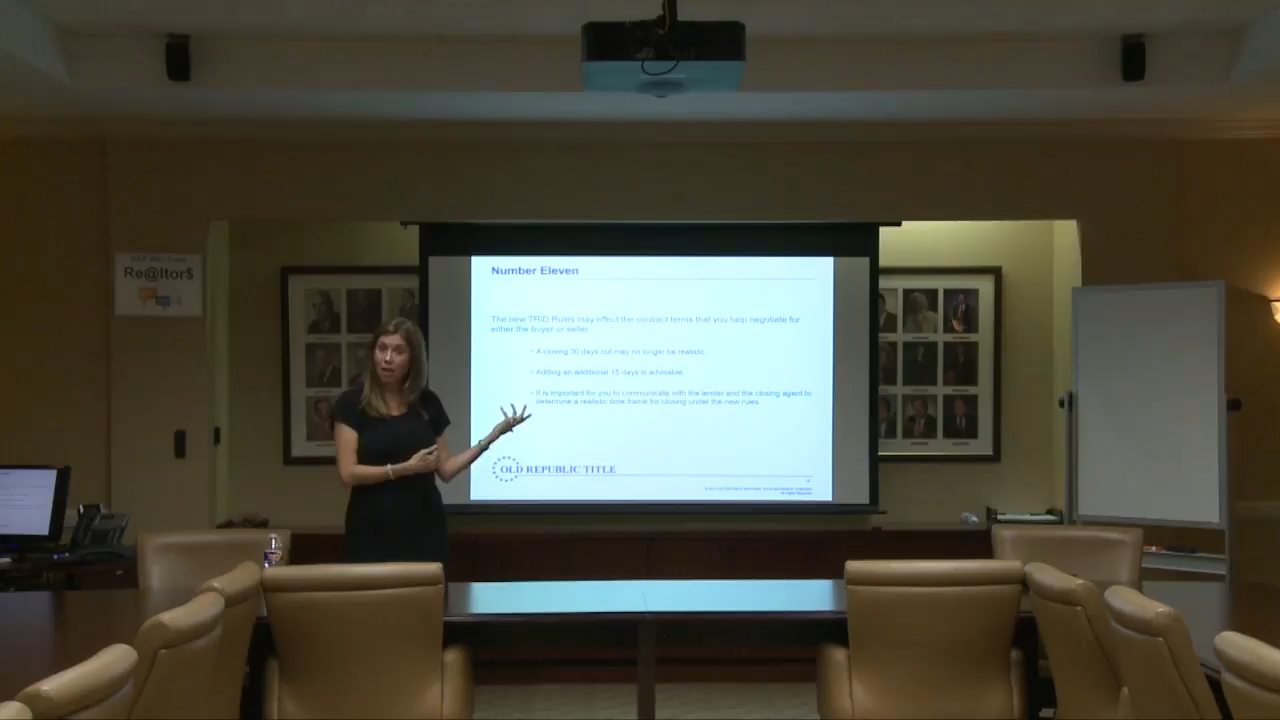 Re@ltor$
Number Eleven
The new TRID Rules may effect the contract terms that you help negotiate for
either the buyer or seller.
• A closing 30 days out may no longer be realistic.
• Adding an additional 15 days is advisable.
• It is important for you to communicate with the lender and the closing agent to
determine a realistic time frame for closing under the new rules.
OLD REPUBLIC TITLE